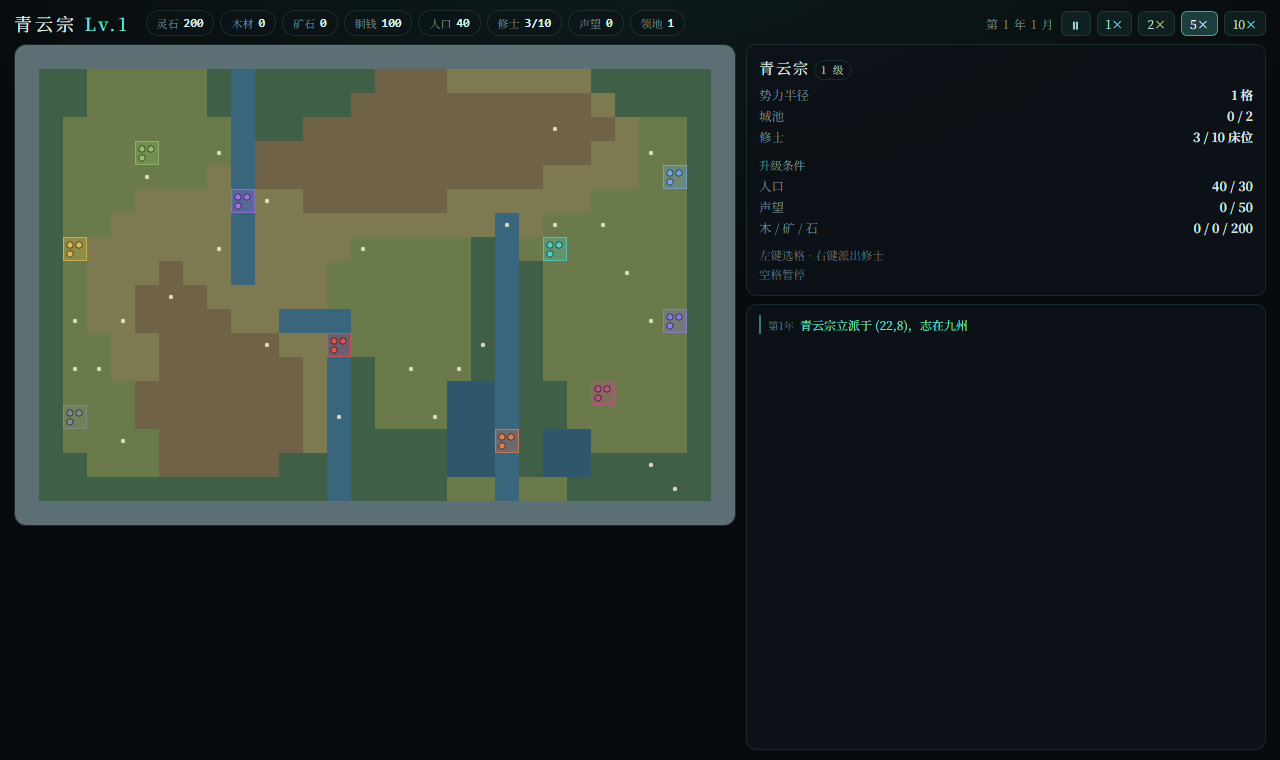 青云宗 Lv.1 灵石 200 木材 0 矿石 0 铜钱 100 人口 40 修士 3/10 声望 0 领地 1 第 1 年 1 月 ⏸ 1× 2× 5× 10×
青云宗 1 级
势力半径 1 格
城池 0 / 2
修士 3 / 10 床位
升级条件
人口 40 / 30
声望 0 / 50
木 / 矿 / 石 0 / 0 / 200
左键选格 · 右键派出修士
空格暂停
第1年 青云宗立派于 (22,8)，志在九州